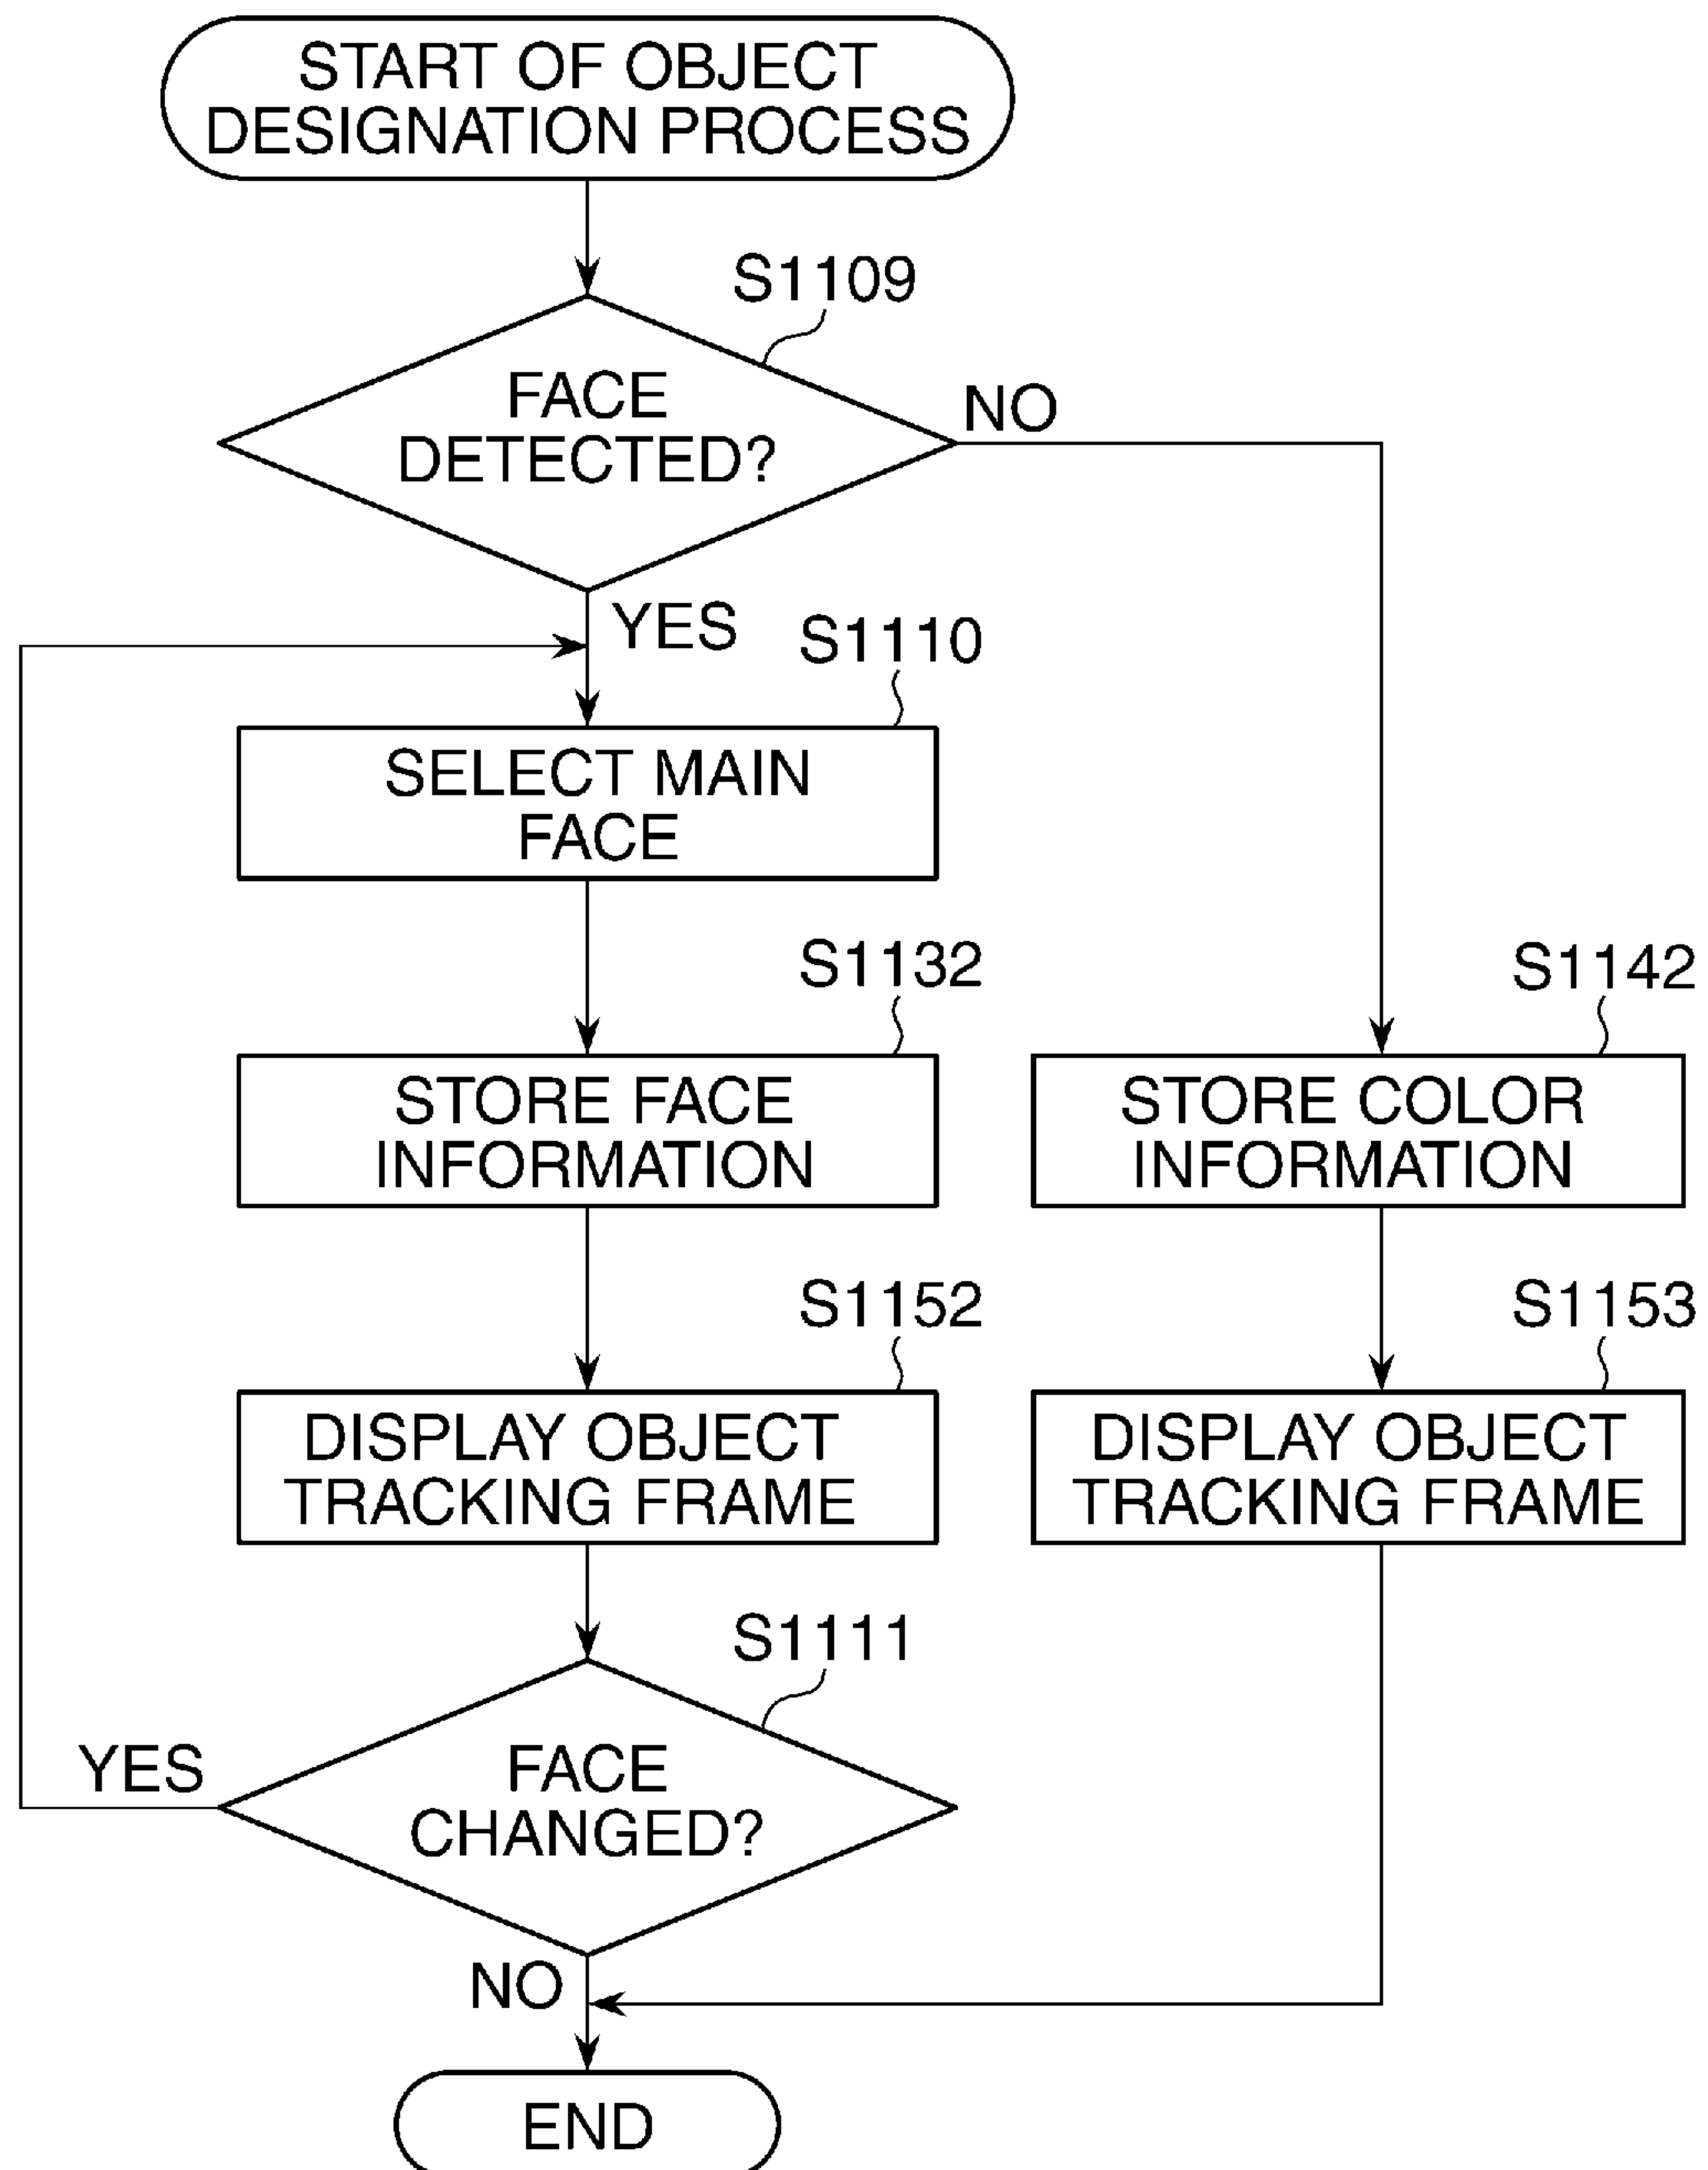 START OF OBJECT
DESIGNATION PROCESS
S1109
FACE
DETECTED?
NO
YES
S1110
SELECT MAIN
FACE
S1132
STORE FACE
INFORMATION
S1142
STORE COLOR
INFORMATION
S1152
DISPLAY OBJECT
TRACKING FRAME
S1153
DISPLAY OBJECT
TRACKING FRAME
S1111
FACE
CHANGED?
YES
NO
END